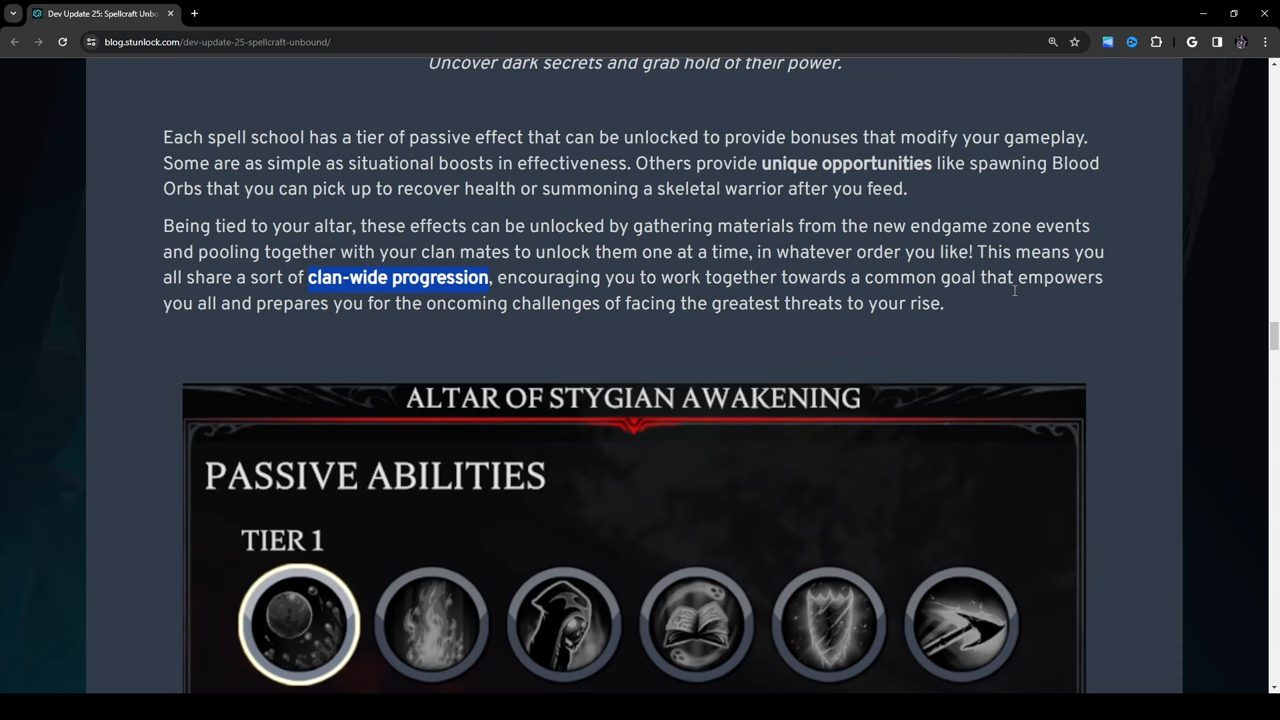 Dev Update 25: Spellcraft Unbo
blog.stunlock.com/dev-update-25-spellcraft-unbound/
Uncover dark secrets and grab hold of their power.
Each spell school has a tier of passive effect that can be unlocked to provide bonuses that modify your gameplay.
Some are as simple as situational boosts in effectiveness. Others provide unique opportunities like spawning Blood
Orbs that you can pick up to recover health or summoning a skeletal warrior after you feed.
Being tied to your altar, these effects can be unlocked by gathering materials from the new endgame zone events
and pooling together with your clan mates to unlock them one at a time, in whatever order you like! This means you
all share a sort of clan-wide progression, encouraging you to work together towards a common goal that empowers
you all and prepares you for the oncoming challenges of facing the greatest threats to your rise.
ALTAR OF STYGIAN AWAKENING
PASSIVE ABILITIES
TIER 1